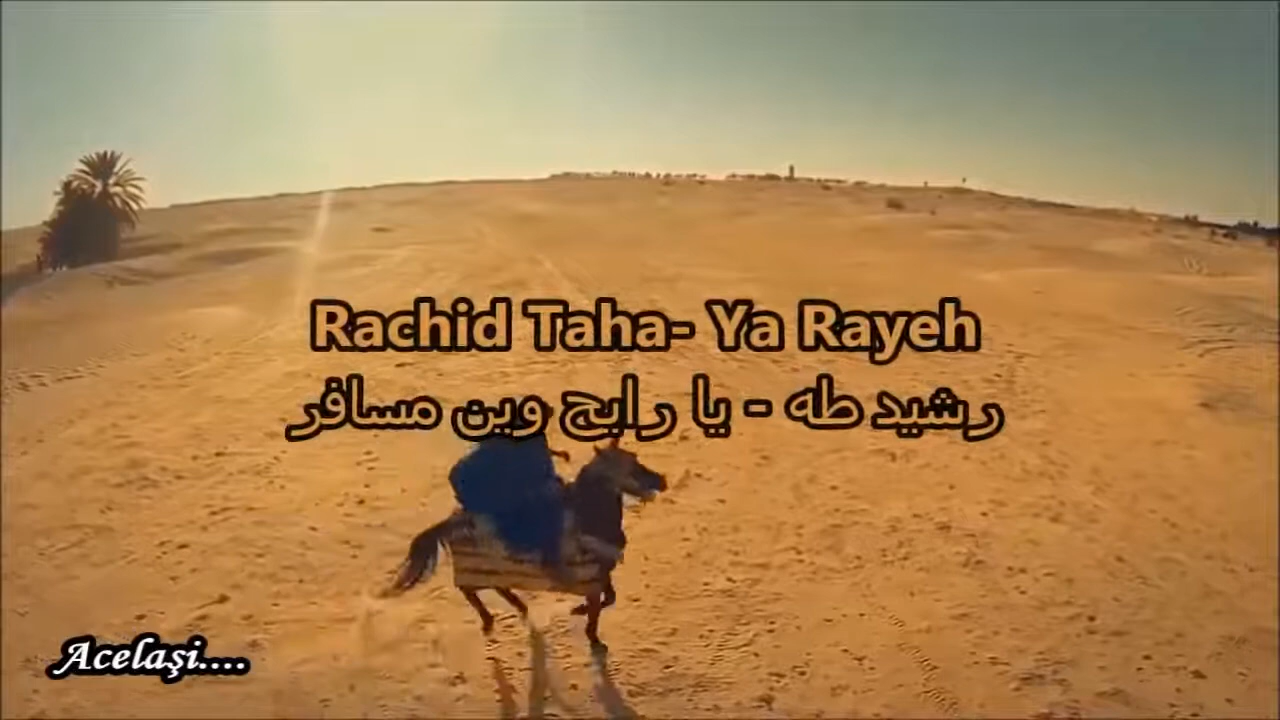 Rachid Taha- Ya Rayeh
رشيد طه - يا رايح وين مسافر
Acelaşi....